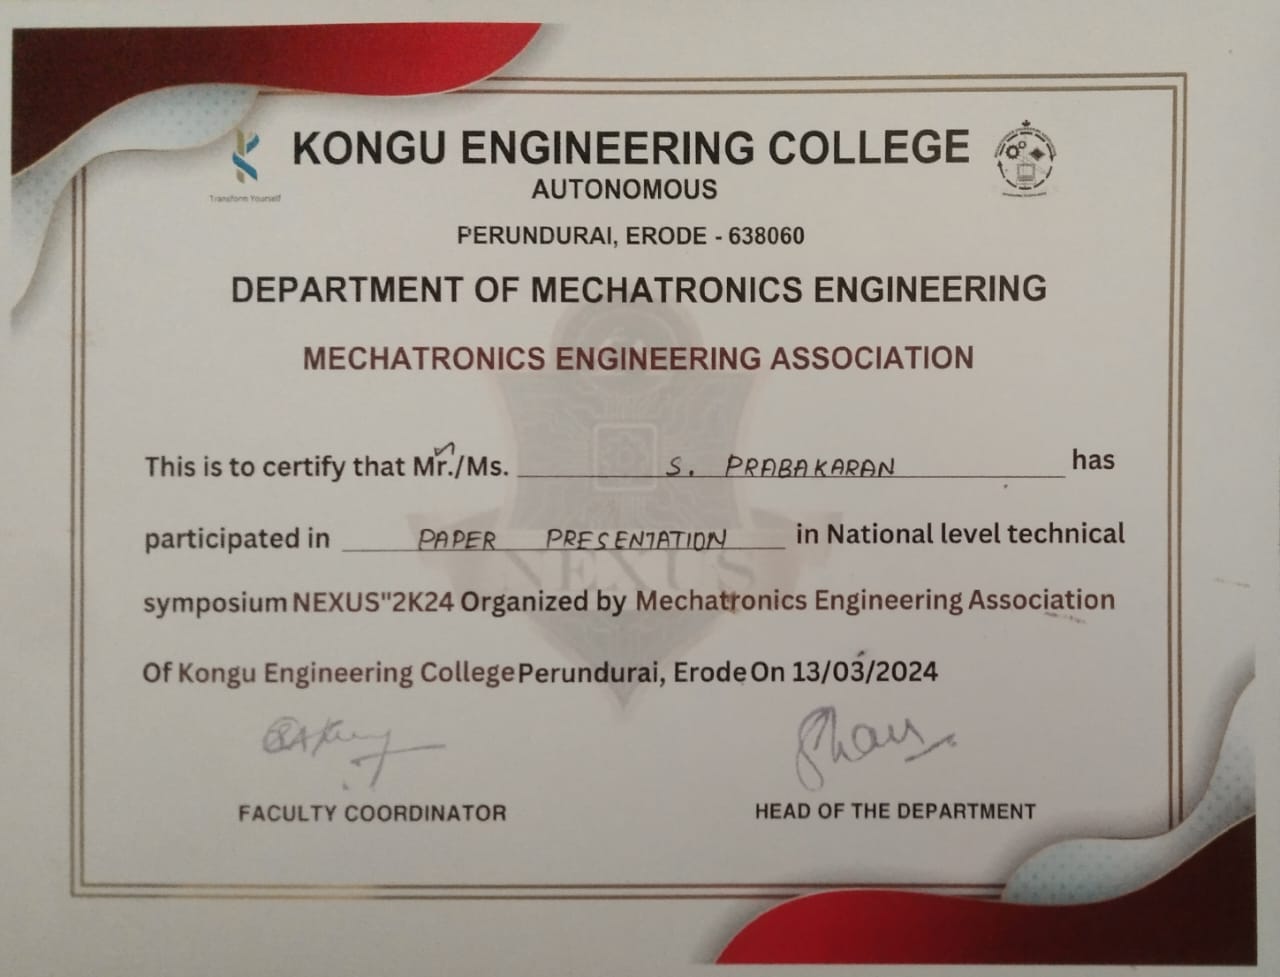 KONGU ENGINEERING COLLEGE
Transform Yourself
AUTONOMOUS
PERUNDURAI, ERODE - 638060
DEPARTMENT OF MECHATRONICS ENGINEERING
MECHATRONICS ENGINEERING ASSOCIATION
This is to certify that Mr./Ms. S. PRABAKARAN has
participated in PAPER PRESENTATION in National level technical
NEXUS
symposium NEXUS"2K24 Organized by Mechatronics Engineering Association
Of Kongu Engineering College Perundurai, Erode On 13/03/2024
FACULTY COORDINATOR
HEAD OF THE DEPARTMENT